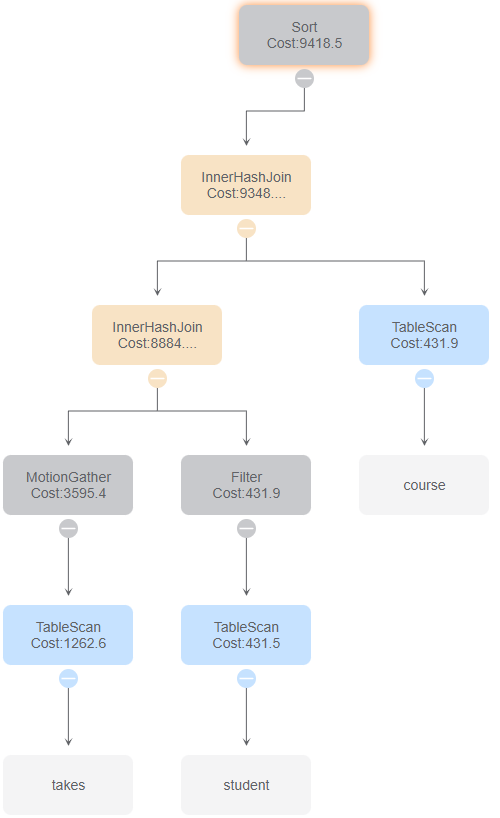 Sort
Cost:9418.5
InnerHashJoin
Cost:9348....
InnerHashJoin
Cost:8884....
TableScan
Cost:431.9
MotionGather
Cost:3595.4
Filter
Cost:431.9
course
TableScan
Cost:1262.6
TableScan
Cost:431.5
takes
student